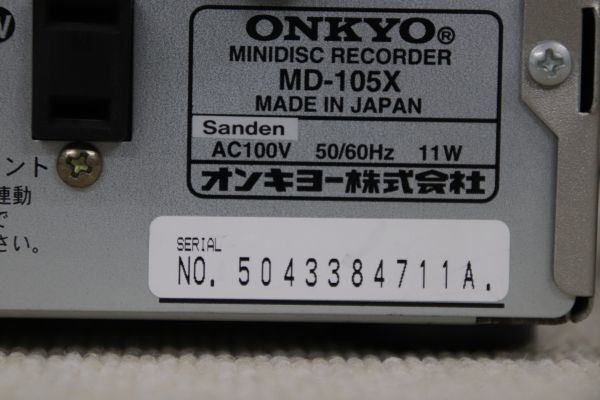 ONKYO®
MINIDISC RECORDER
MD-105X
MADE IN JAPAN
Sanden
AC100V 50/60Hz 11W
オンキヨー株式会社
ント
連動
で
さい。
SERIAL
NO. 5043384711A.